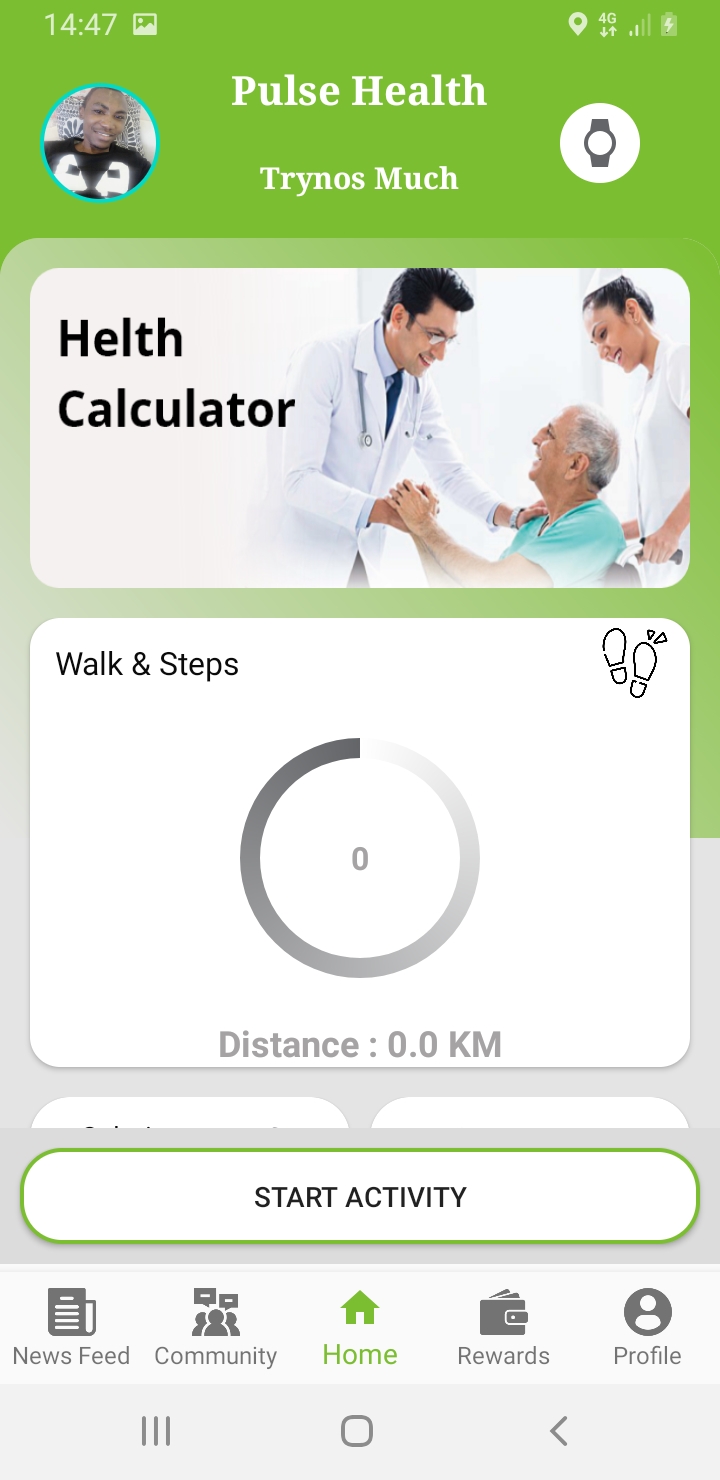 14:47
4G
Pulse Health
Trynos Much
Helth
Calculator
Walk & Steps
0
Distance : 0.0 KM
START ACTIVITY
News Feed
Community
Home
Rewards
Profile